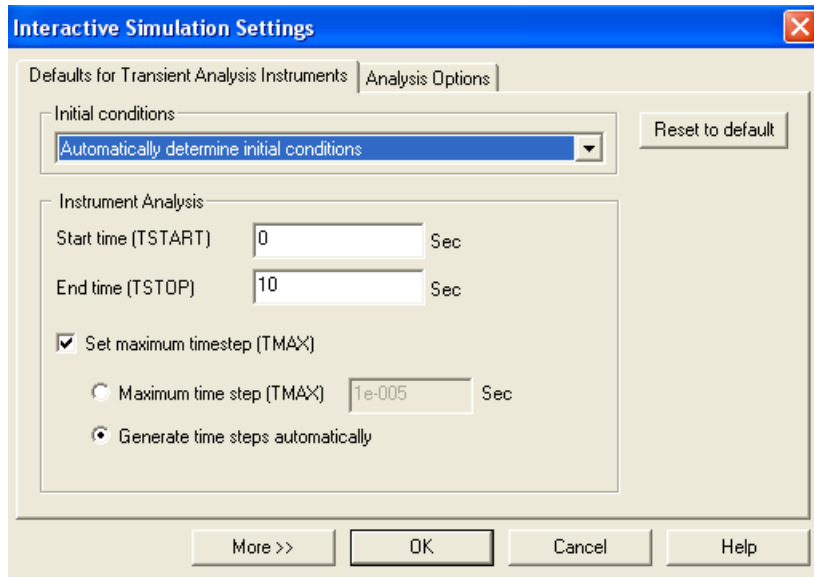 Interactive Simulation Settings
Defaults for Transient Analysis Instruments
Analysis Options
Initial conditions
Automatically determine initial conditions
Reset to default
Instrument Analysis
Start time (TSTART) 0 Sec
End time (TSTOP) 10 Sec
Set maximum timestep (TMAX)
Maximum time step (TMAX) 1e-005 Sec
Generate time steps automatically
More >> OK Cancel Help